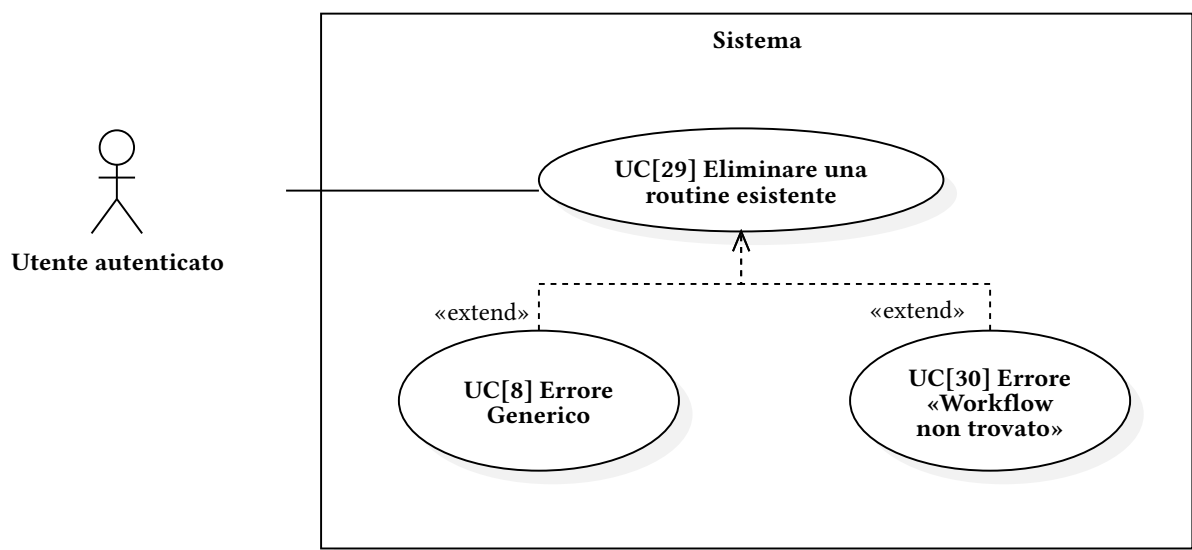 Sistema
UC[29] Eliminare una
routine esistente
Utente autenticato
«extend»
«extend»
UC[8] Errore
Generico
UC[30] Errore
«Workflow
non trovato»